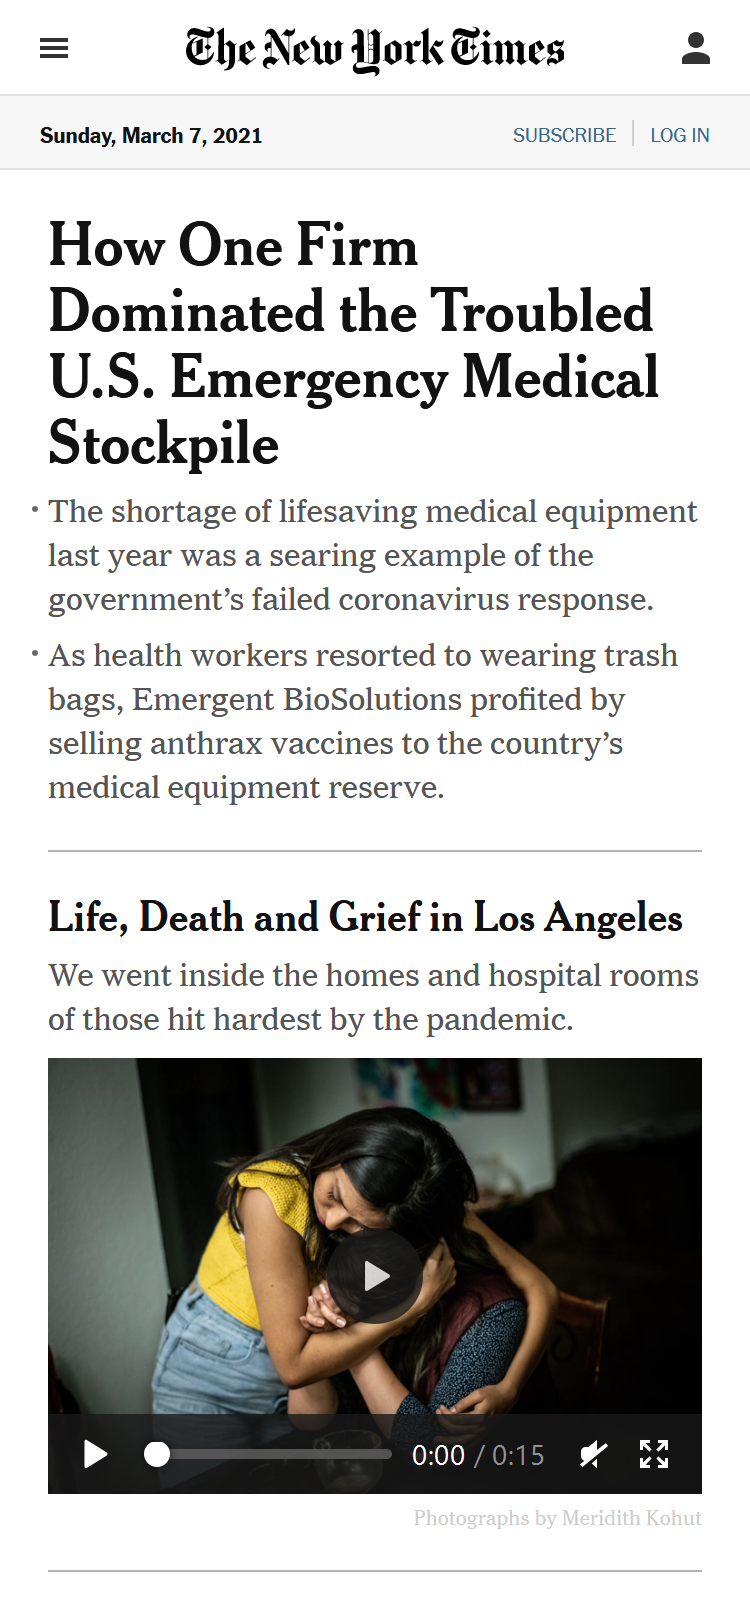 The New York Times
Sunday, March 7, 2021
SUBSCRIBE
LOG IN
How One Firm
Dominated the Troubled
U.S. Emergency Medical
Stockpile
• The shortage of lifesaving medical equipment
last year was a searing example of the
government’s failed coronavirus response.
• As health workers resorted to wearing trash
bags, Emergent BioSolutions profited by
selling anthrax vaccines to the country’s
medical equipment reserve.
Life, Death and Grief in Los Angeles
We went inside the homes and hospital rooms
of those hit hardest by the pandemic.
0:00 / 0:15
Photographs by Meridith Kohut